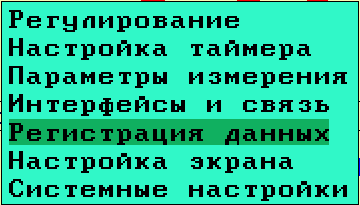 Регулирование
Настройка таймера
Параметры измерения
Интерфейсы и связь
Регистрация данных
Настройка экрана
Системные настройки